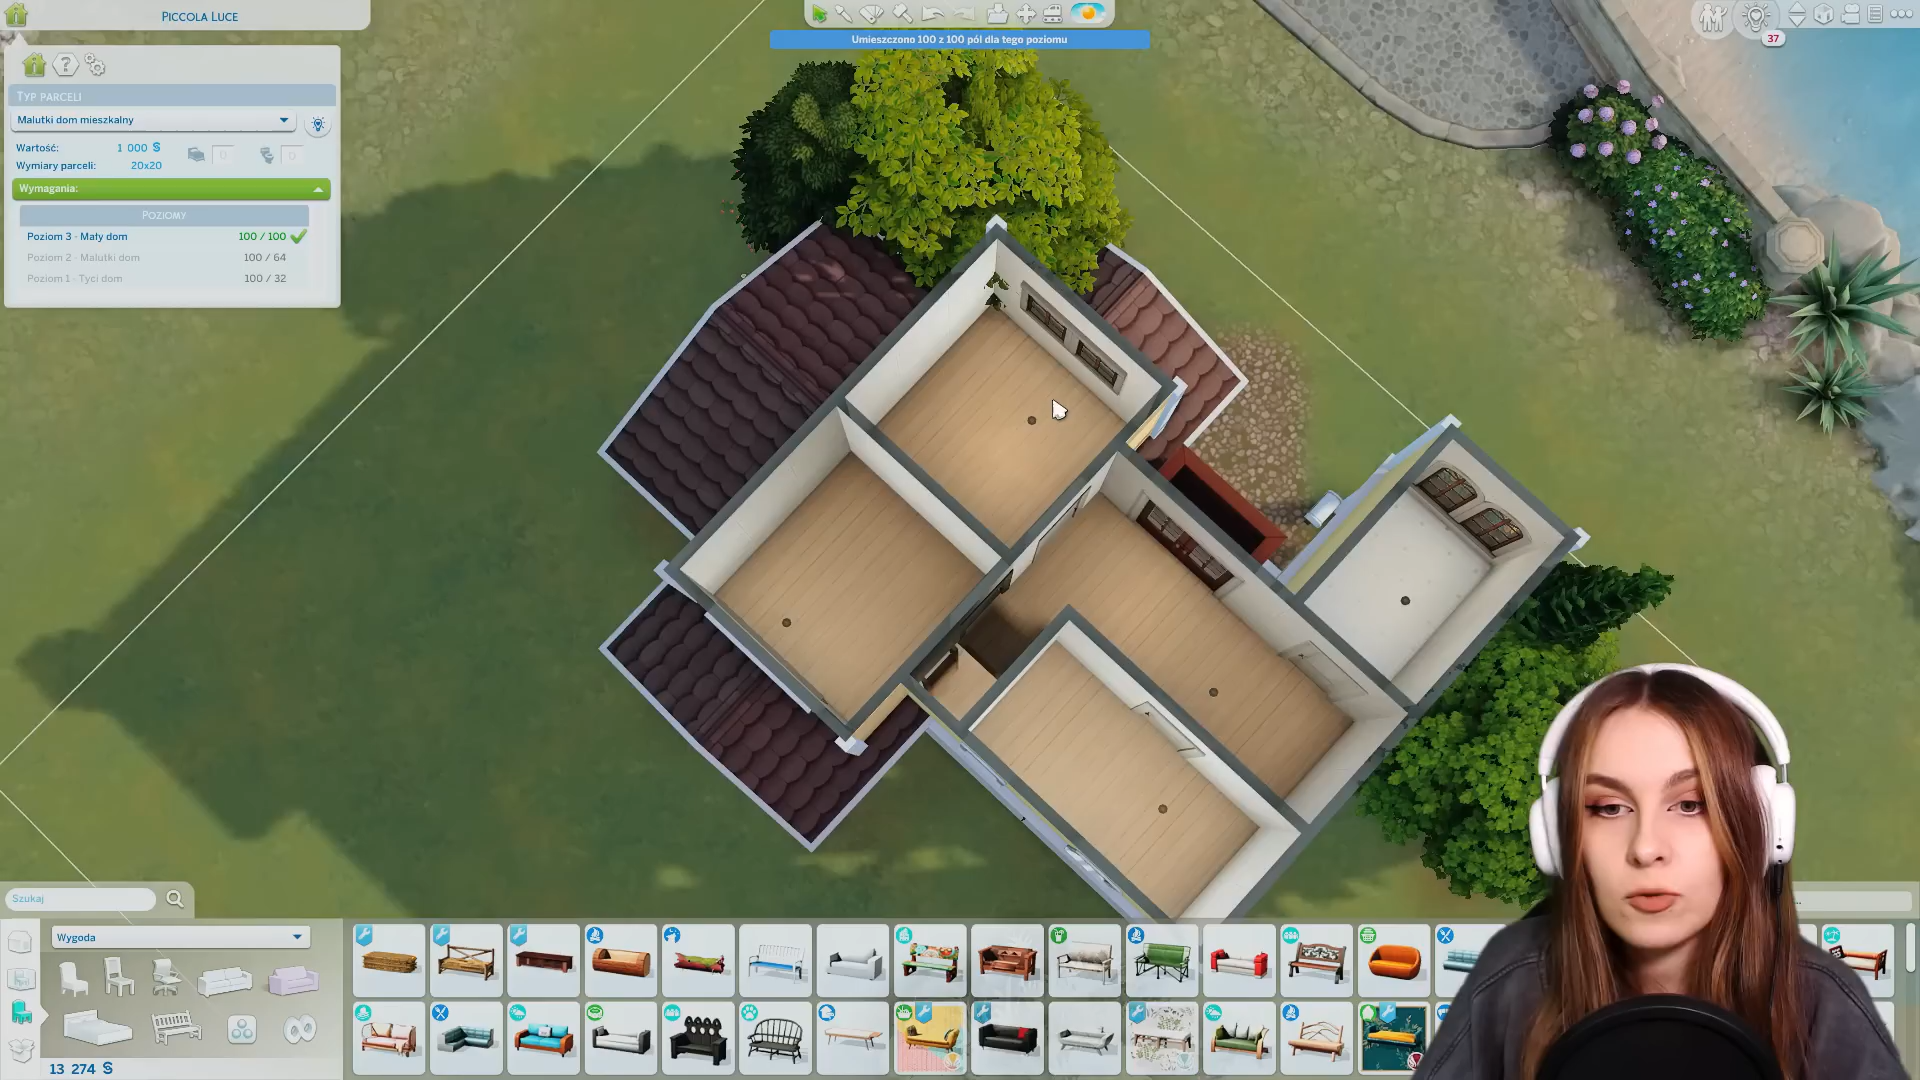 PICCOLA LUCE
Umieszczono 100 z 100 pól dla tego poziomu
37
TYP PARCELI
Malutki dom mieszkalny
Wartość: 1 000 $
Wymiary parceli: 20x20
Wymagania:
POZIOMY
Poziom 3 - Mały dom 100 / 100
Poziom 2 - Malutki dom 100 / 64
Poziom 1 - Tyci dom 100 / 32
Szukaj
Wygoda
13 274 $